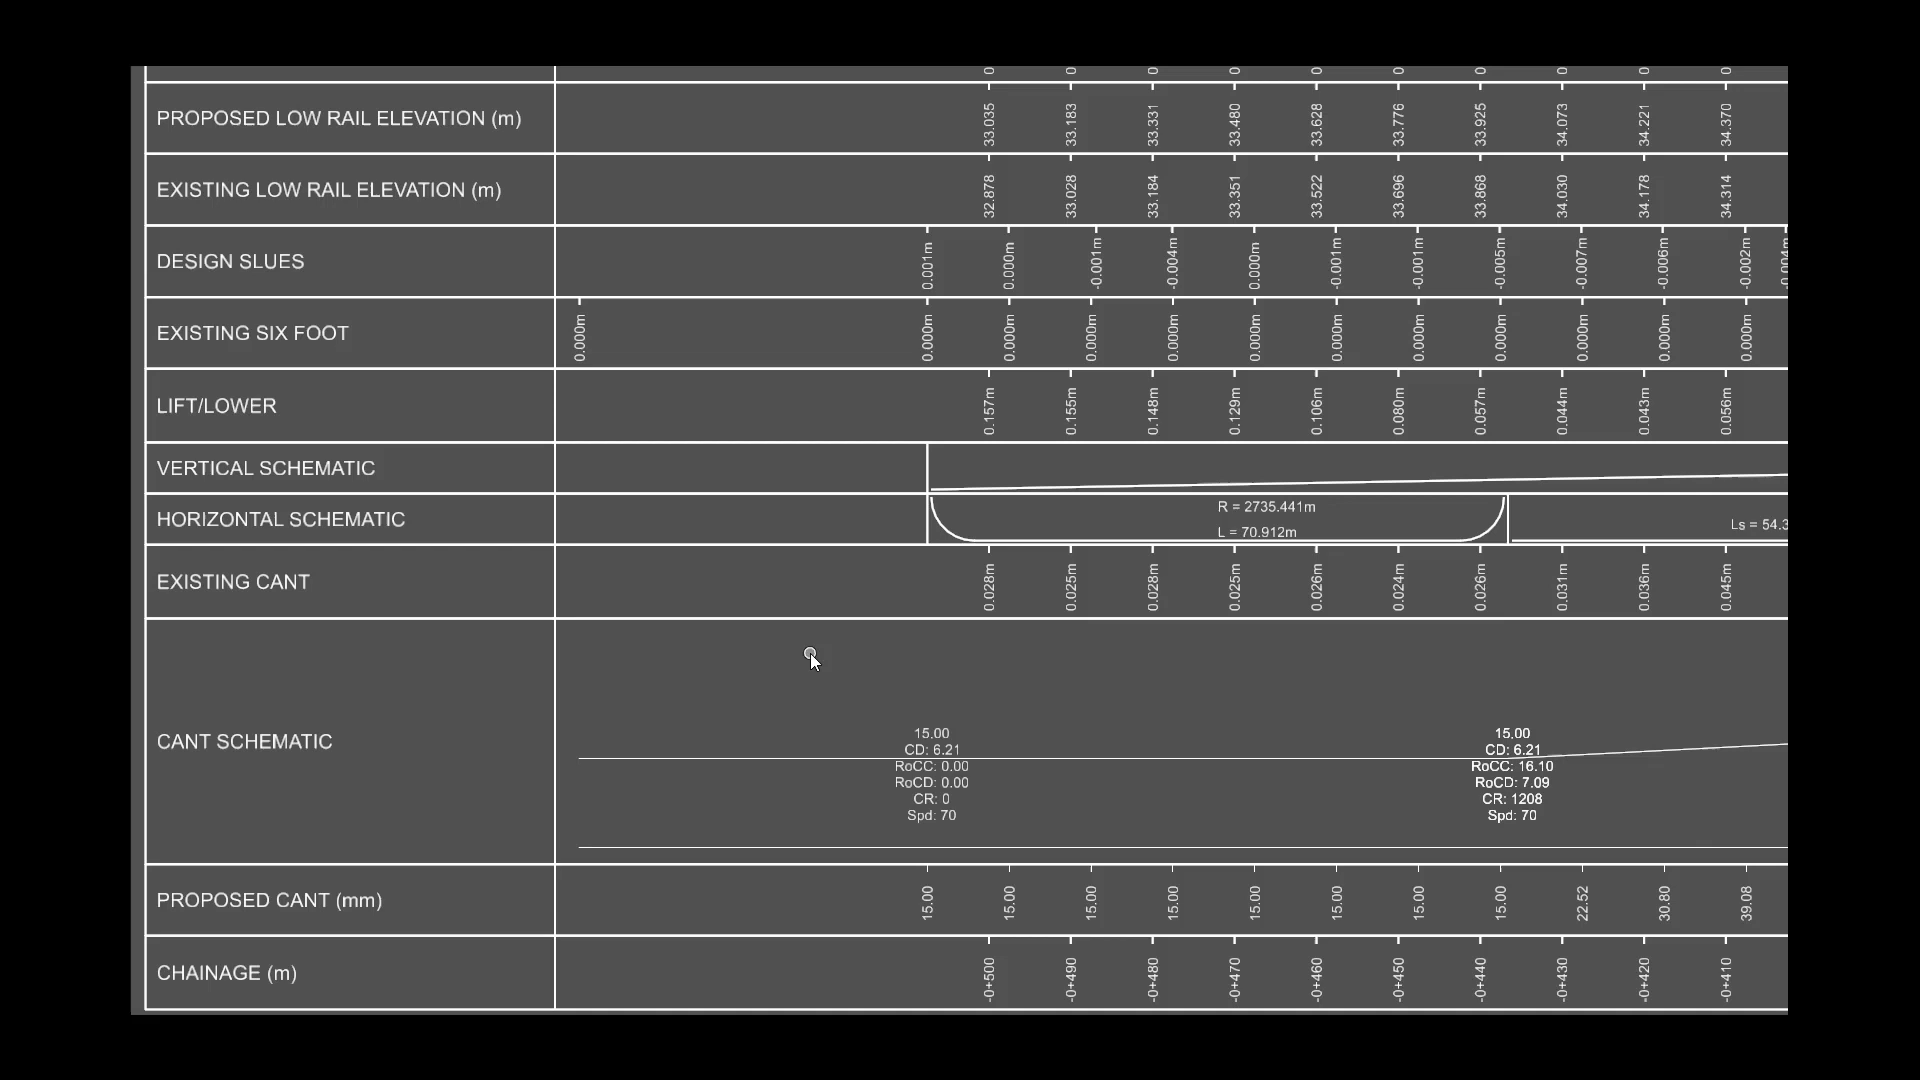 0 0 0 0 0 0 0 0 0 0
PROPOSED LOW RAIL ELEVATION (m) 33.035 33.183 33.331 33.480 33.628 33.776 33.925 34.073 34.221 34.370
EXISTING LOW RAIL ELEVATION (m) 32.878 33.028 33.184 33.351 33.522 33.696 33.868 34.030 34.178 34.314
DESIGN SLUES 0.001m 0.000m -0.001m -0.004m 0.000m -0.001m -0.001m -0.005m -0.007m -0.006m -0.002m -0.004m
EXISTING SIX FOOT 0.000m 0.000m 0.000m 0.000m 0.000m 0.000m 0.000m 0.000m 0.000m 0.000m 0.000m 0.000m
LIFT/LOWER 0.157m 0.155m 0.148m 0.129m 0.106m 0.080m 0.057m 0.044m 0.043m 0.056m
VERTICAL SCHEMATIC
HORIZONTAL SCHEMATIC
R = 2735.441m
L = 70.912m
Ls = 54.3
EXISTING CANT 0.028m 0.025m 0.028m 0.025m 0.026m 0.024m 0.026m 0.031m 0.036m 0.045m
CANT SCHEMATIC
15.00
CD: 6.21
RoCC: 0.00
RoCD: 0.00
CR: 0
Spd: 70
15.00
CD: 6.21
RoCC: 16.10
RoCD: 7.09
CR: 1208
Spd: 70
PROPOSED CANT (mm) 15.00 15.00 15.00 15.00 15.00 15.00 15.00 15.00 22.52 30.80 39.08
CHAINAGE (m) -0+500 -0+490 -0+480 -0+470 -0+460 -0+450 -0+440 -0+430 -0+420 -0+410